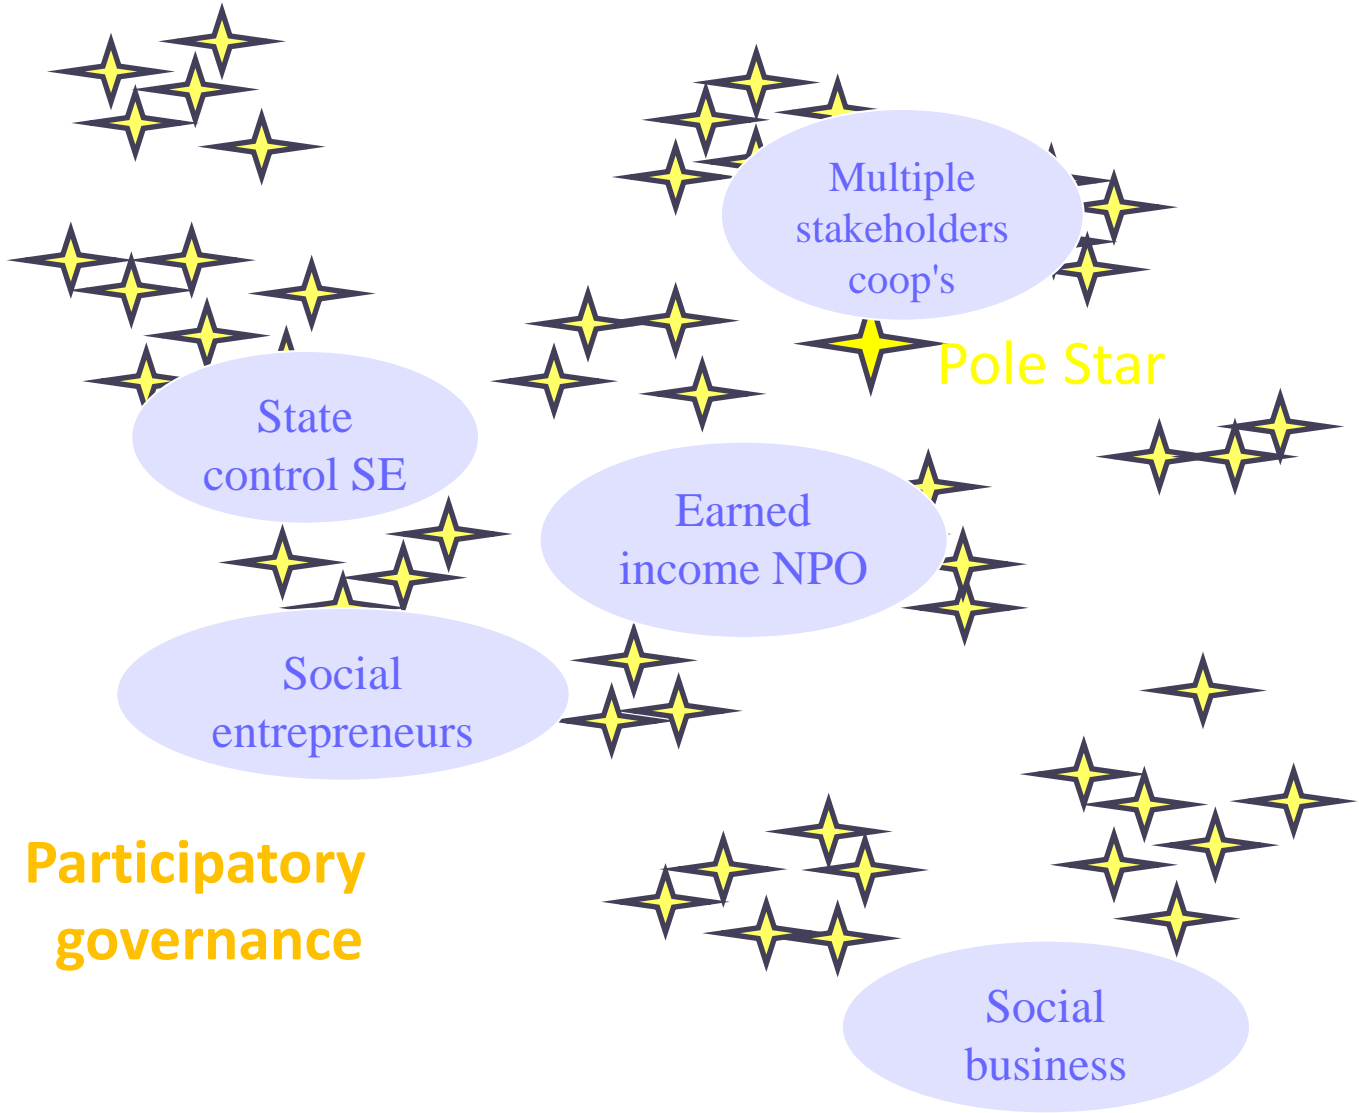 Multiple
stakeholders
coop's
Pole Star
State
control SE
Earned
income NPO
Social
entrepreneurs
Participatory
governance
Social
business